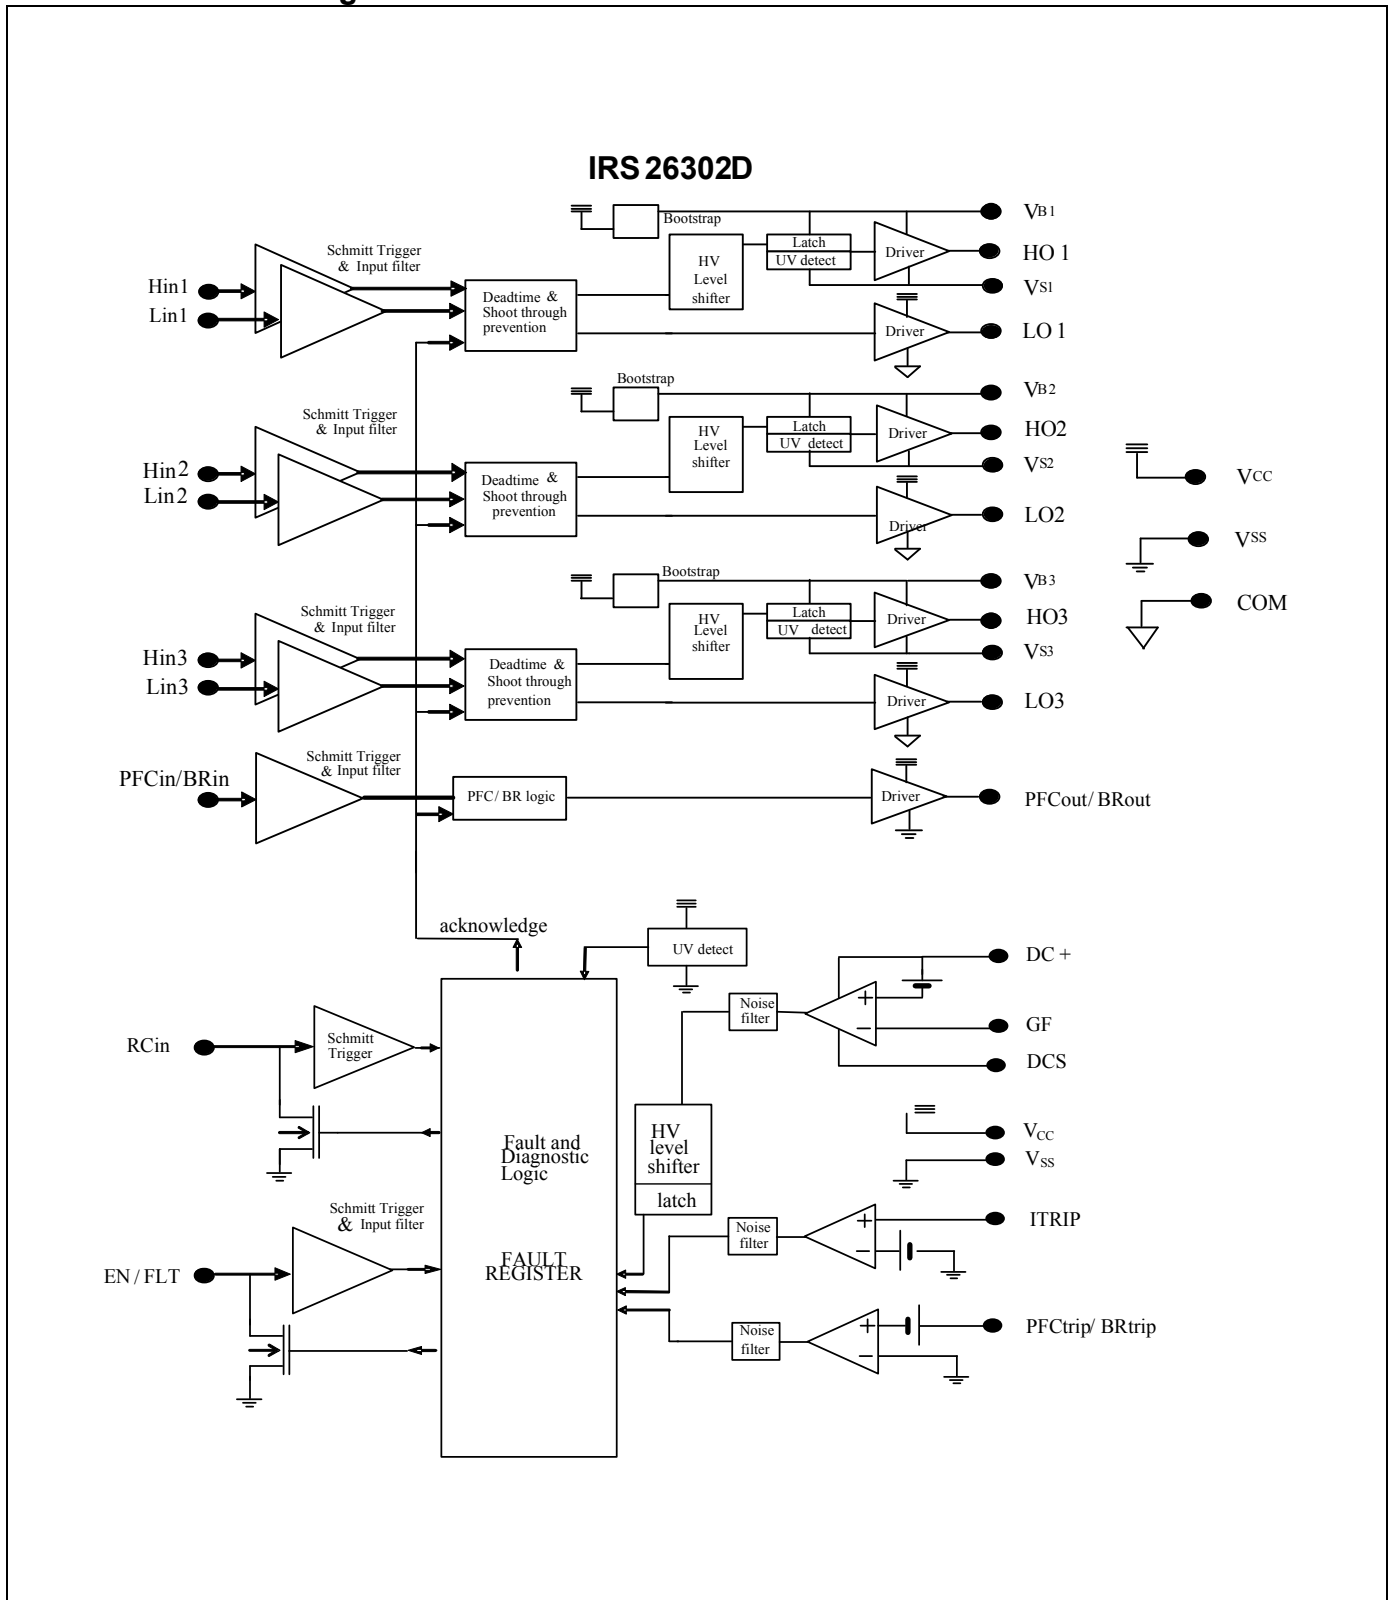 IRS 26302D
Bootstrap
VB1
Schmitt Trigger
& Input filter
HV
Level
shifter
Latch
UV detect
Driver
HO 1
Hin1
Lin1
Deadtime &
Shoot through
prevention
VS1
Driver
LO 1
Bootstrap
VB2
Schmitt Trigger
& Input filter
HV
Level
shifter
Latch
UV detect
Driver
HO2
Hin2
Lin2
Deadtime &
Shoot through
prevention
VS2
Driver
LO2
VCC
VSS
COM
Bootstrap
VB3
Schmitt Trigger
& Input filter
HV
Level
shifter
Latch
UV detect
Driver
HO3
Hin3
Lin3
Deadtime &
Shoot through
prevention
VS3
Driver
LO3
Schmitt Trigger
& Input filter
PFCin/BRin
PFC/ BR logic
Driver
PFCout/ BRout
acknowledge
UV detect
DC +
Noise
filter
+
−
GF
DCS
RCin
Schmitt
Trigger
HV
level
shifter
latch
VCC
VSS
Fault and
Diagnostic
Logic
Schmitt Trigger
& Input filter
Noise
filter
+
−
ITRIP
EN / FLT
FAULT
REGISTER
Noise
filter
+
−
PFCtrip/ BRtrip